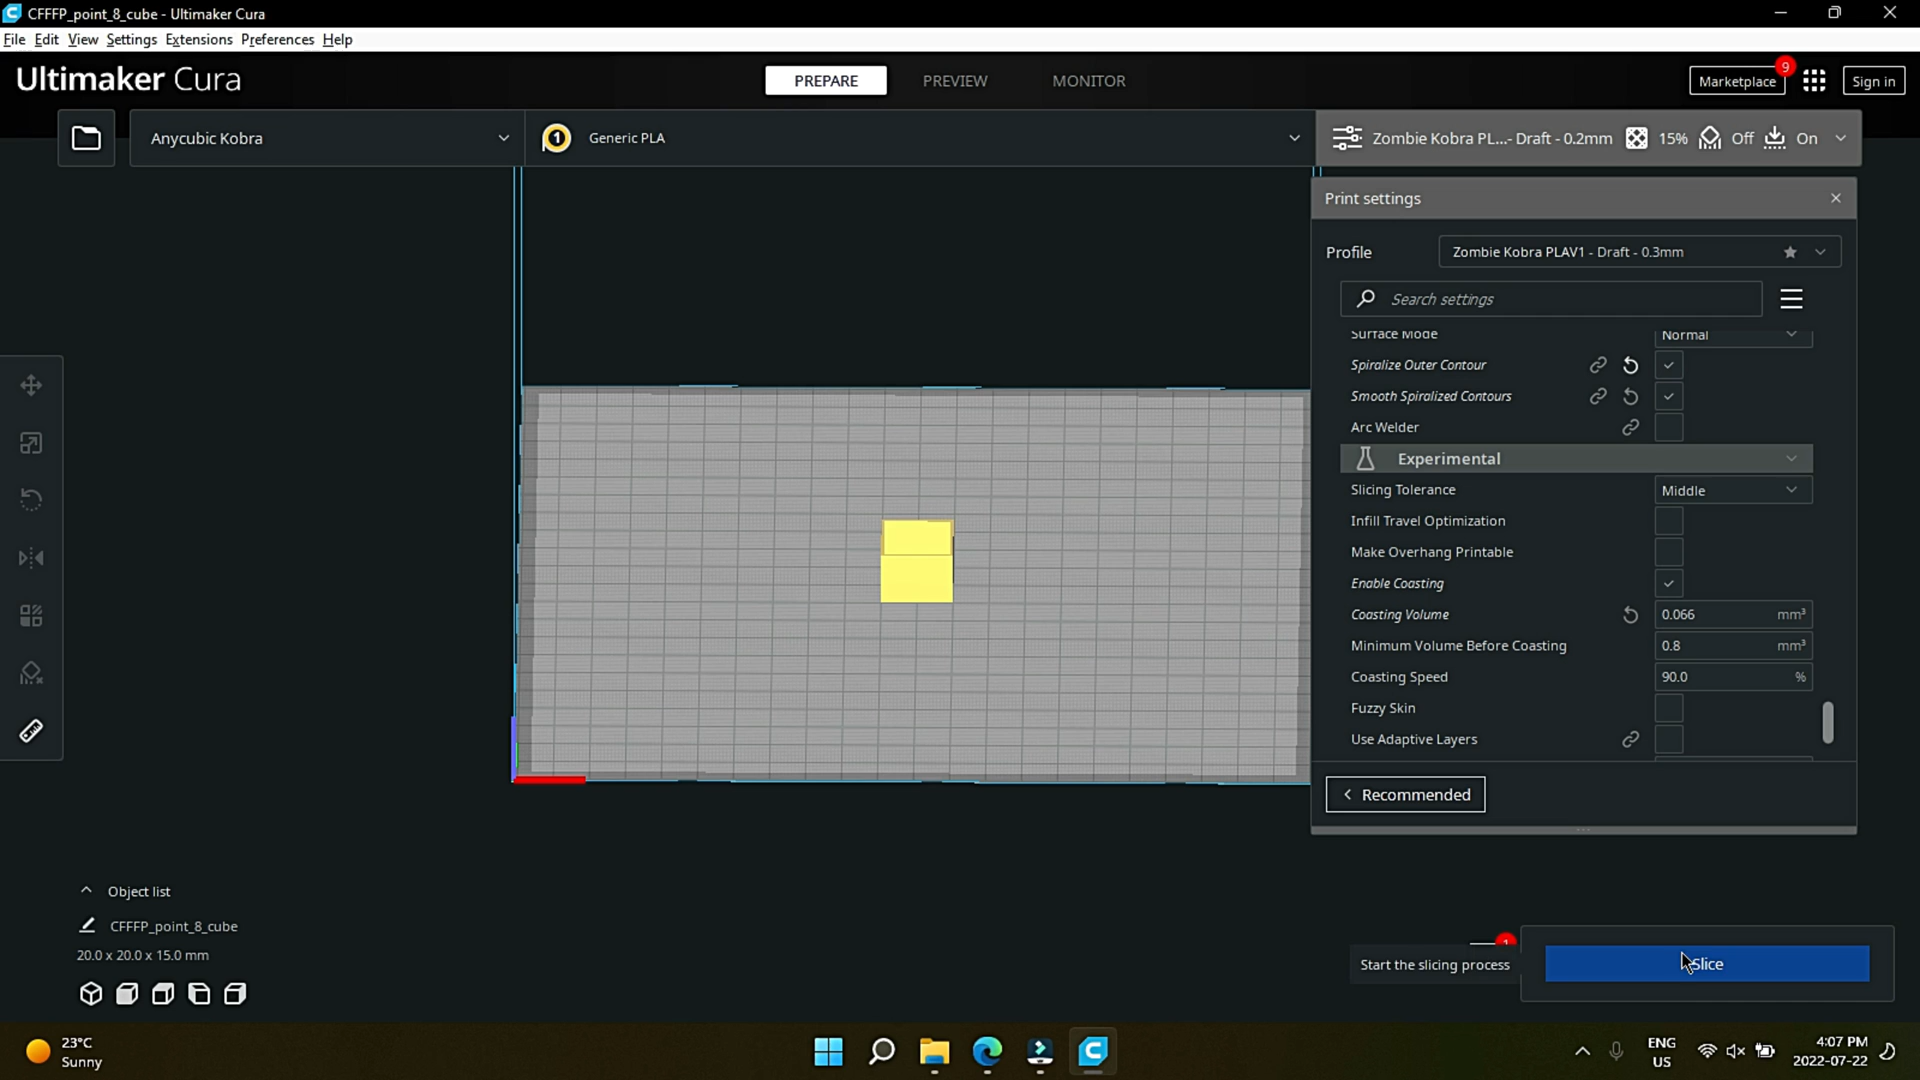 CFFFP_point_8_cube - Ultimaker Cura
File Edit View Settings Extensions Preferences Help
Ultimaker Cura
PREPARE
PREVIEW
MONITOR
Marketplace
9
Sign in
Anycubic Kobra
1
Generic PLA
Zombie Kobra PL...- Draft - 0.2mm
15%
Off
On
Print settings
Profile
Zombie Kobra PLAV1 - Draft - 0.3mm
Search settings
Surface Mode
Normal
Spiralize Outer Contour
Smooth Spiralized Contours
Arc Welder
Experimental
Slicing Tolerance
Middle
Infill Travel Optimization
Make Overhang Printable
Enable Coasting
Coasting Volume
0.066 mm³
Minimum Volume Before Coasting
0.8 mm³
Coasting Speed
90.0 %
Fuzzy Skin
Use Adaptive Layers
Recommended
Object list
CFFFP_point_8_cube
20.0 x 20.0 x 15.0 mm
1
Start the slicing process
Slice
23°C
Sunny
ENG
US
4:07 PM
2022-07-22